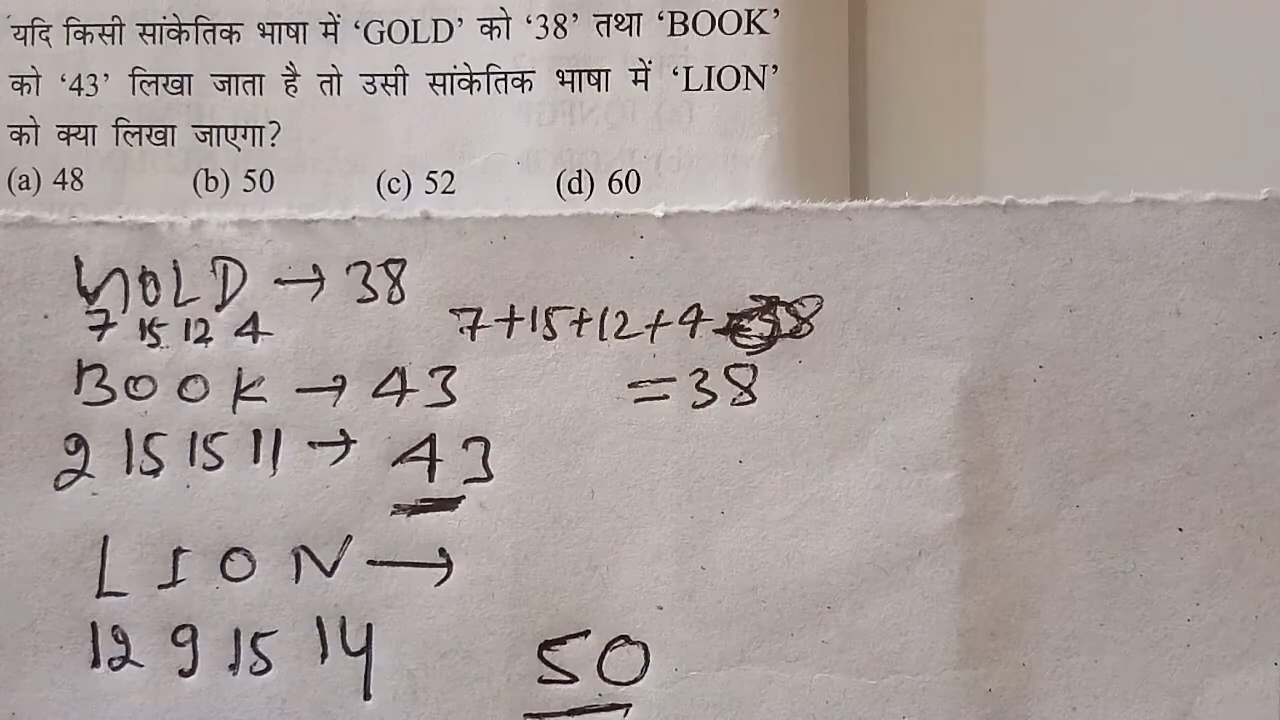 यदि किसी सांकेतिक भाषा में ‘GOLD’ को ‘38’ तथा ‘BOOK’
को ‘43’ लिखा जाता है तो उसी सांकेतिक भाषा में ‘LION’
को क्या लिखा जाएगा?
(a) 48 (b) 50 (c) 52 (d) 60
GOLD → 38
7 15 12 4 7+15+12+4
BOOK → 43 =38
2 15 15 11 → 43
LION →
12 9 15 14 50